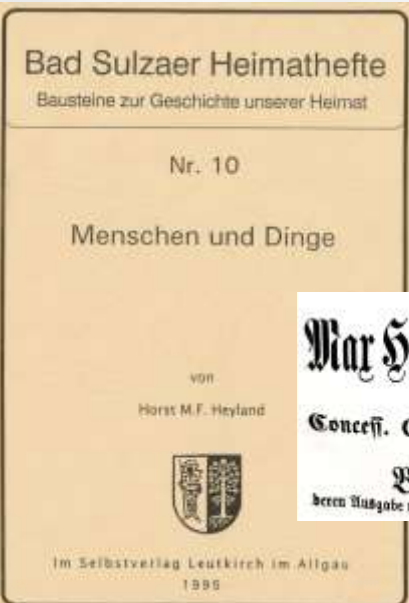 Bad Sulzaer Heimathefte
Bausteine zur Geschichte unserer Heimat
Nr. 10
Menschen und Dinge
von
Horst M.F. Heyland
Max
Concess.
deren Ausgabe
Im Selbstverlag Leutkirch im Allgäu
1995